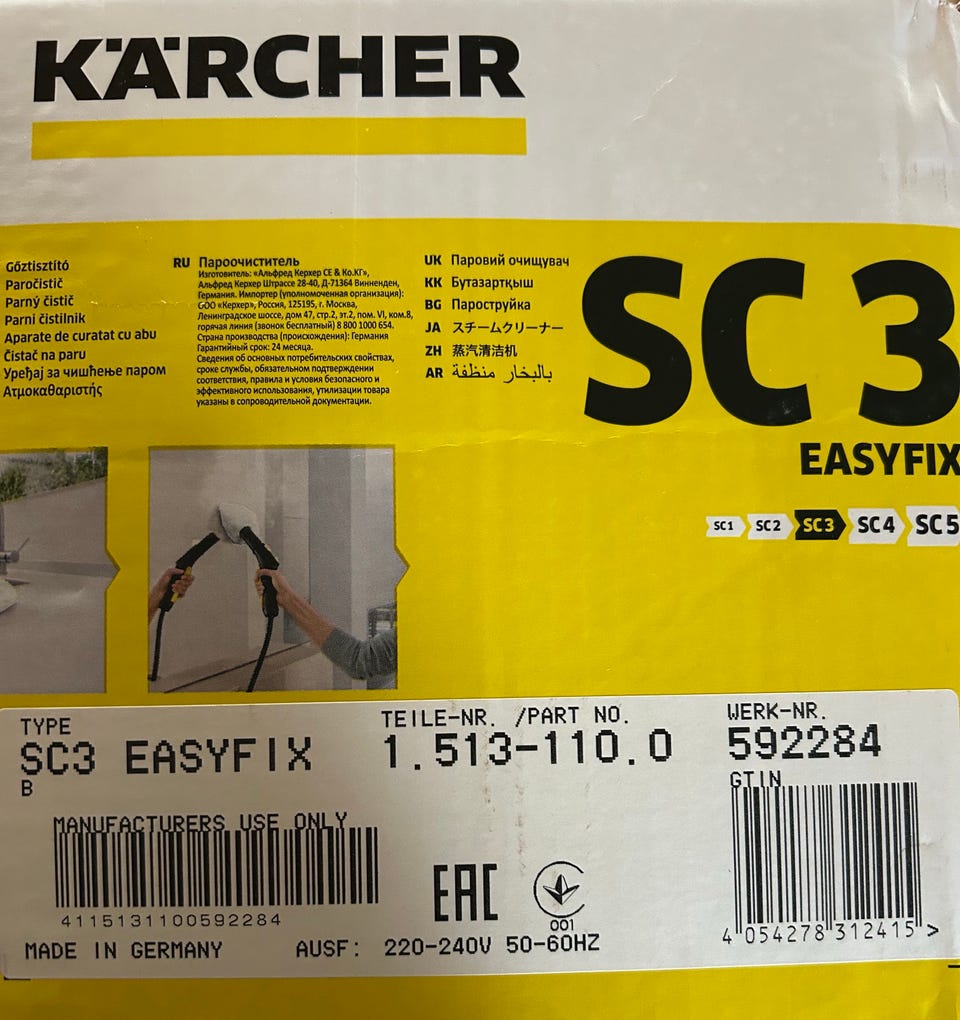 KÄRCHER
Gőztisztító
Paročistič
Parný čistič
Parni čistilnik
Aparate de curatat cu abu
Čistač na paru
Уређај за чишћење паром
Ατμοκαθαριστής
RU Пароочиститель
Изготовитель: «Альфред Керхер СЕ & Ко.КГ»,
Альфред Керхер Штрассе 28-40, Д-71364 Винненден,
Германия. Импортер (уполномоченная организация):
ООО «Керхер», Россия, 125195, г. Москва,
Ленинградское шоссе, дом 47, стр.2, эт.2, пом. VI, ком.8,
горячая линия (звонок бесплатный) 8 800 1000 654.
Страна производства (происхождения): Германия
Гарантийный срок: 24 месяца.
Сведения об основных потребительских свойствах,
сроке службы, обязательном подтверждении
соответствия, правила и условия безопасного и
эффективного использования, утилизации товара
указаны в сопроводительной документации.
UK Паровий очищувач
KK Бутазартқыш
BG Пароструйка
JA スチームクリーナー
ZH 蒸汽清洁机
AR بالبخار منظفة
SC 3
EASYFIX
SC1 SC2 SC3 SC4 SC5
TYPE
SC3 EASYFIX
B
TEILE-NR. /PART NO.
1.513-110.0
WERK-NR.
592284
GTIN
MANUFACTURERS USE ONLY
4115131100592284
EAC
001
4 054278 312415 >
MADE IN GERMANY AUSF: 220-240V 50-60HZ